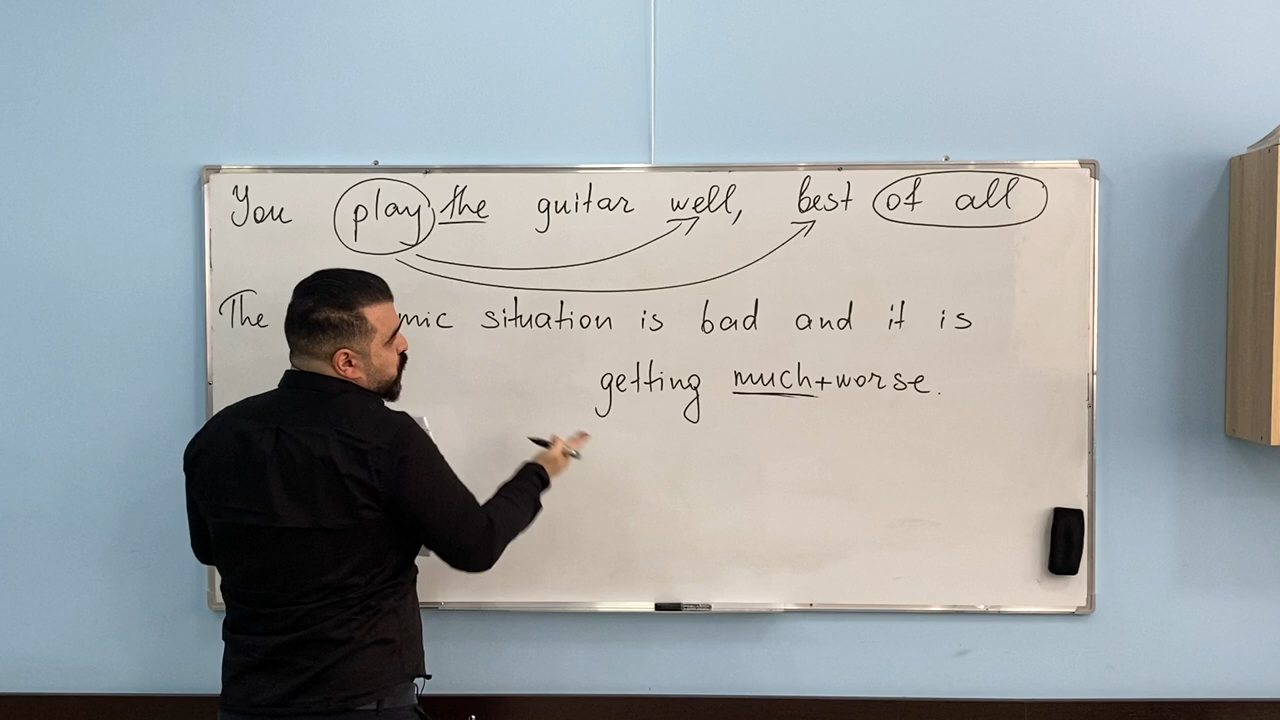 You play the guitar well, best of all
The mic situation is bad and it is
getting much+worse.